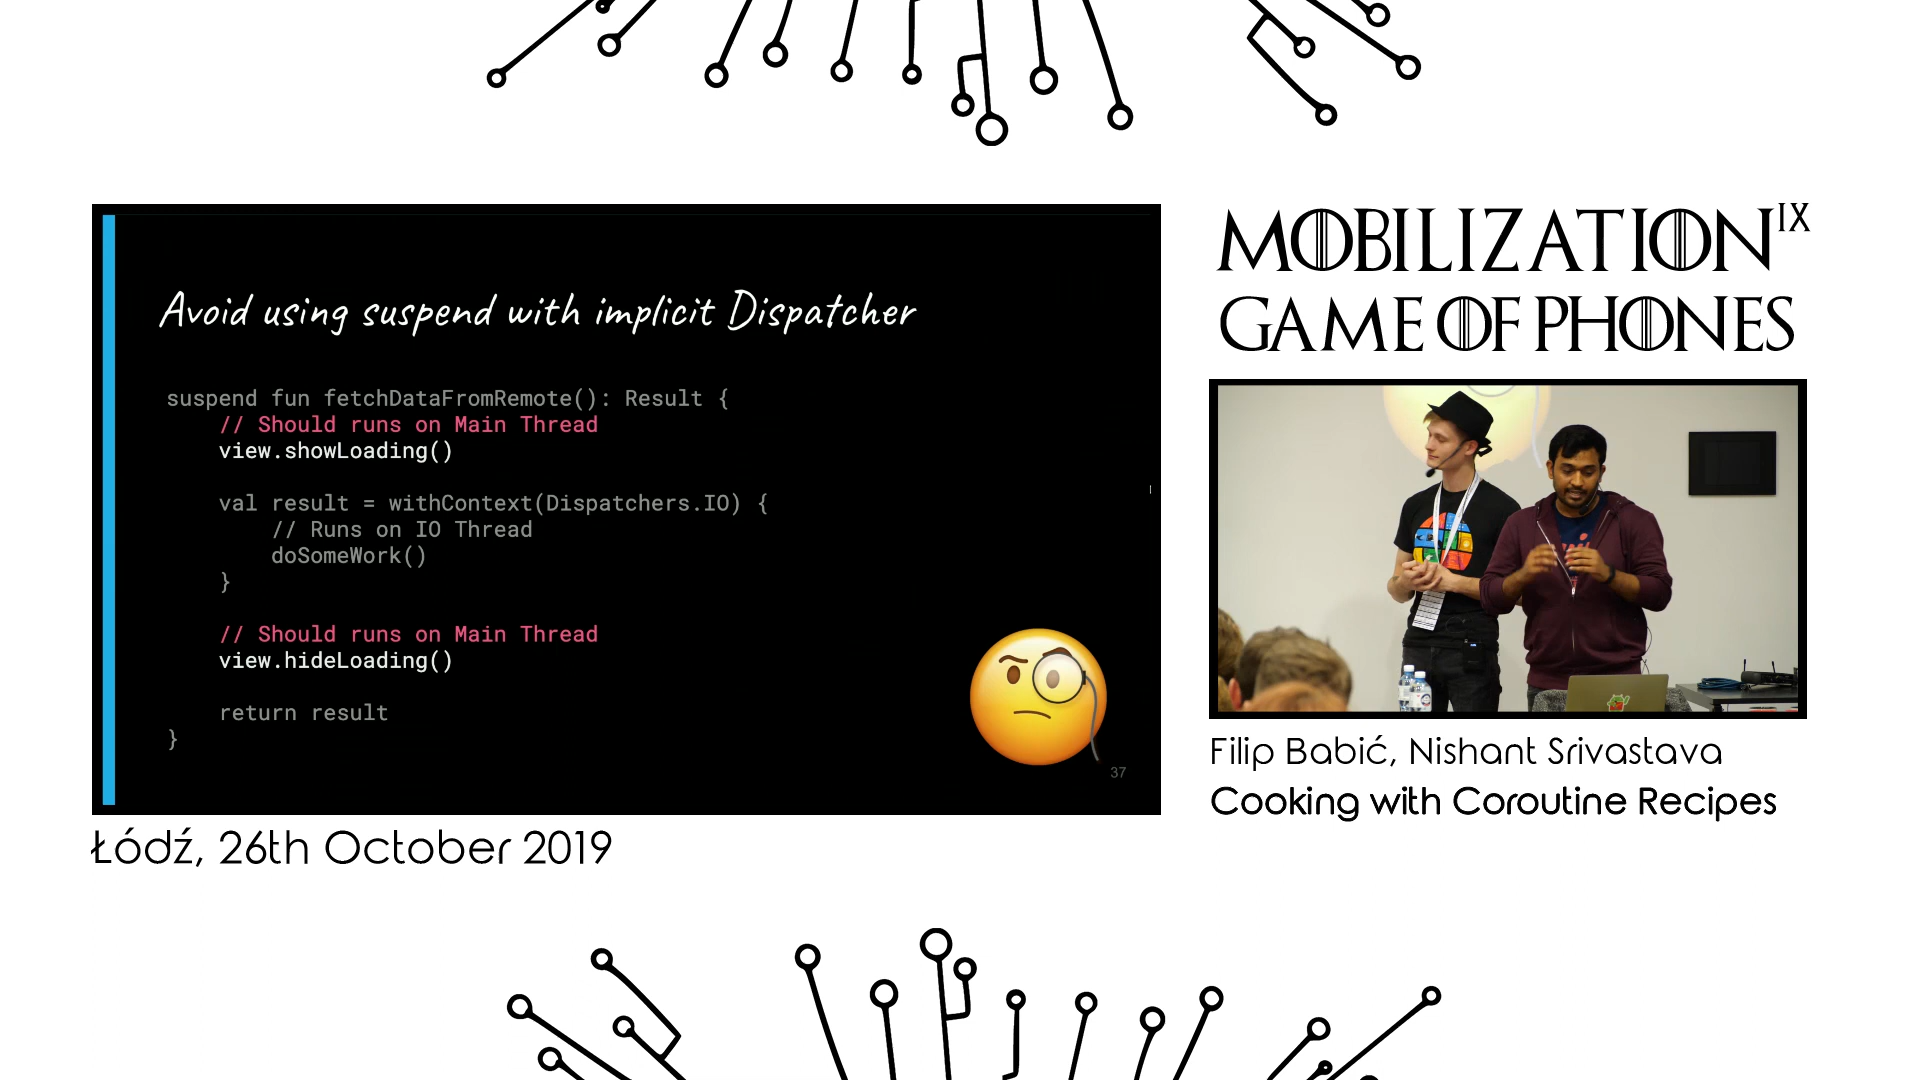 Avoid using suspend with implicit Dispatcher
suspend fun fetchDataFromRemote(): Result {
// Should runs on Main Thread
view.showLoading()
val result = withContext(Dispatchers.IO) {
// Runs on IO Thread
doSomeWork()
}
// Should runs on Main Thread
view.hideLoading()
return result
}
37
Łódź, 26th October 2019
MOBILIZATION IX
GAME OF PHONES
Filip Babić, Nishant Srivastava
Cooking with Coroutine Recipes